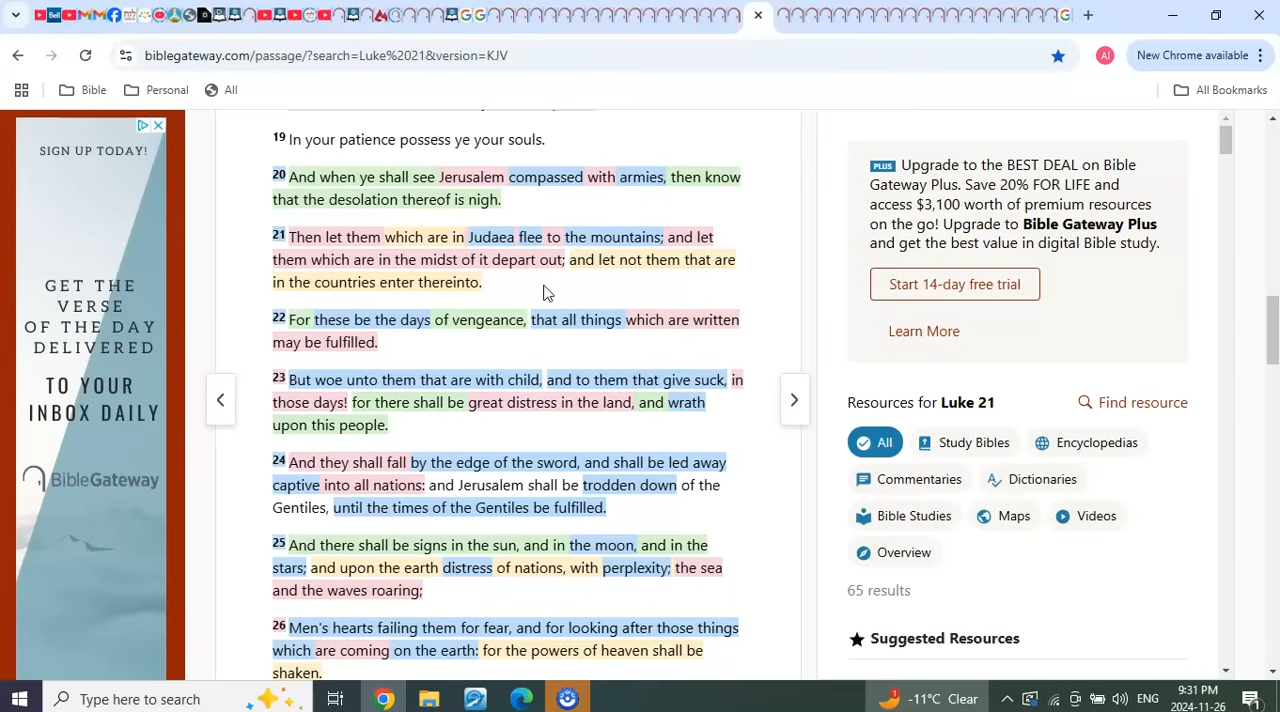 Bell
biblegateway.com/passage/?search=Luke%2021&version=KJV
AI
New Chrome available
Bible
Personal
All
All Bookmarks
SIGN UP TODAY!
GET THE
VERSE
OF THE DAY
DELIVERED
TO YOUR
INBOX DAILY
BibleGateway
19 In your patience possess ye your souls.
20 And when ye shall see Jerusalem compassed with armies, then know
that the desolation thereof is nigh.
21 Then let them which are in Judaea flee to the mountains; and let
them which are in the midst of it depart out; and let not them that are
in the countries enter thereinto.
22 For these be the days of vengeance, that all things which are written
may be fulfilled.
23 But woe unto them that are with child, and to them that give suck, in
those days! for there shall be great distress in the land, and wrath
upon this people.
24 And they shall fall by the edge of the sword, and shall be led away
captive into all nations: and Jerusalem shall be trodden down of the
Gentiles, until the times of the Gentiles be fulfilled.
25 And there shall be signs in the sun, and in the moon, and in the
stars; and upon the earth distress of nations, with perplexity; the sea
and the waves roaring;
26 Men's hearts failing them for fear, and for looking after those things
which are coming on the earth: for the powers of heaven shall be
shaken.
PLUS Upgrade to the BEST DEAL on Bible
Gateway Plus. Save 20% FOR LIFE and
access $3,100 worth of premium resources
on the go! Upgrade to Bible Gateway Plus
and get the best value in digital Bible study.
Start 14-day free trial
Learn More
Resources for Luke 21
Find resource
All
Study Bibles
Encyclopedias
Commentaries
Dictionaries
Bible Studies
Maps
Videos
Overview
65 results
Suggested Resources
Type here to search
-11°C Clear
ENG
9:31 PM
2024-11-26
1